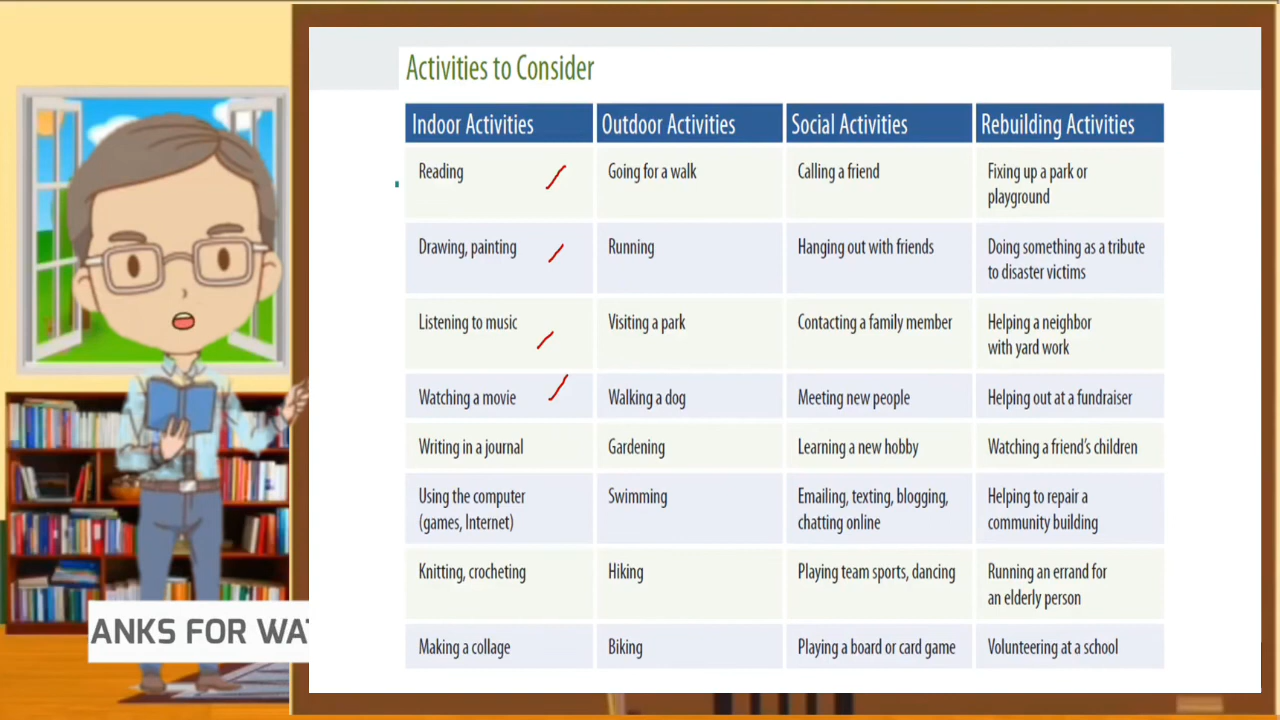 Activities to Consider
Indoor Activities
Outdoor Activities
Social Activities
Rebuilding Activities
Reading
Going for a walk
Calling a friend
Fixing up a park or
playground
Drawing, painting
Running
Hanging out with friends
Doing something as a tribute
to disaster victims
Listening to music
Visiting a park
Contacting a family member
Helping a neighbor
with yard work
Watching a movie
Walking a dog
Meeting new people
Helping out at a fundraiser
Writing in a journal
Gardening
Learning a new hobby
Watching a friend's children
Using the computer
(games, Internet)
Swimming
Emailing, texting, blogging,
chatting online
Helping to repair a
community building
Knitting, crocheting
Hiking
Playing team sports, dancing
Running an errand for
an elderly person
Making a collage
Biking
Playing a board or card game
Volunteering at a school
ANKS FOR WAT